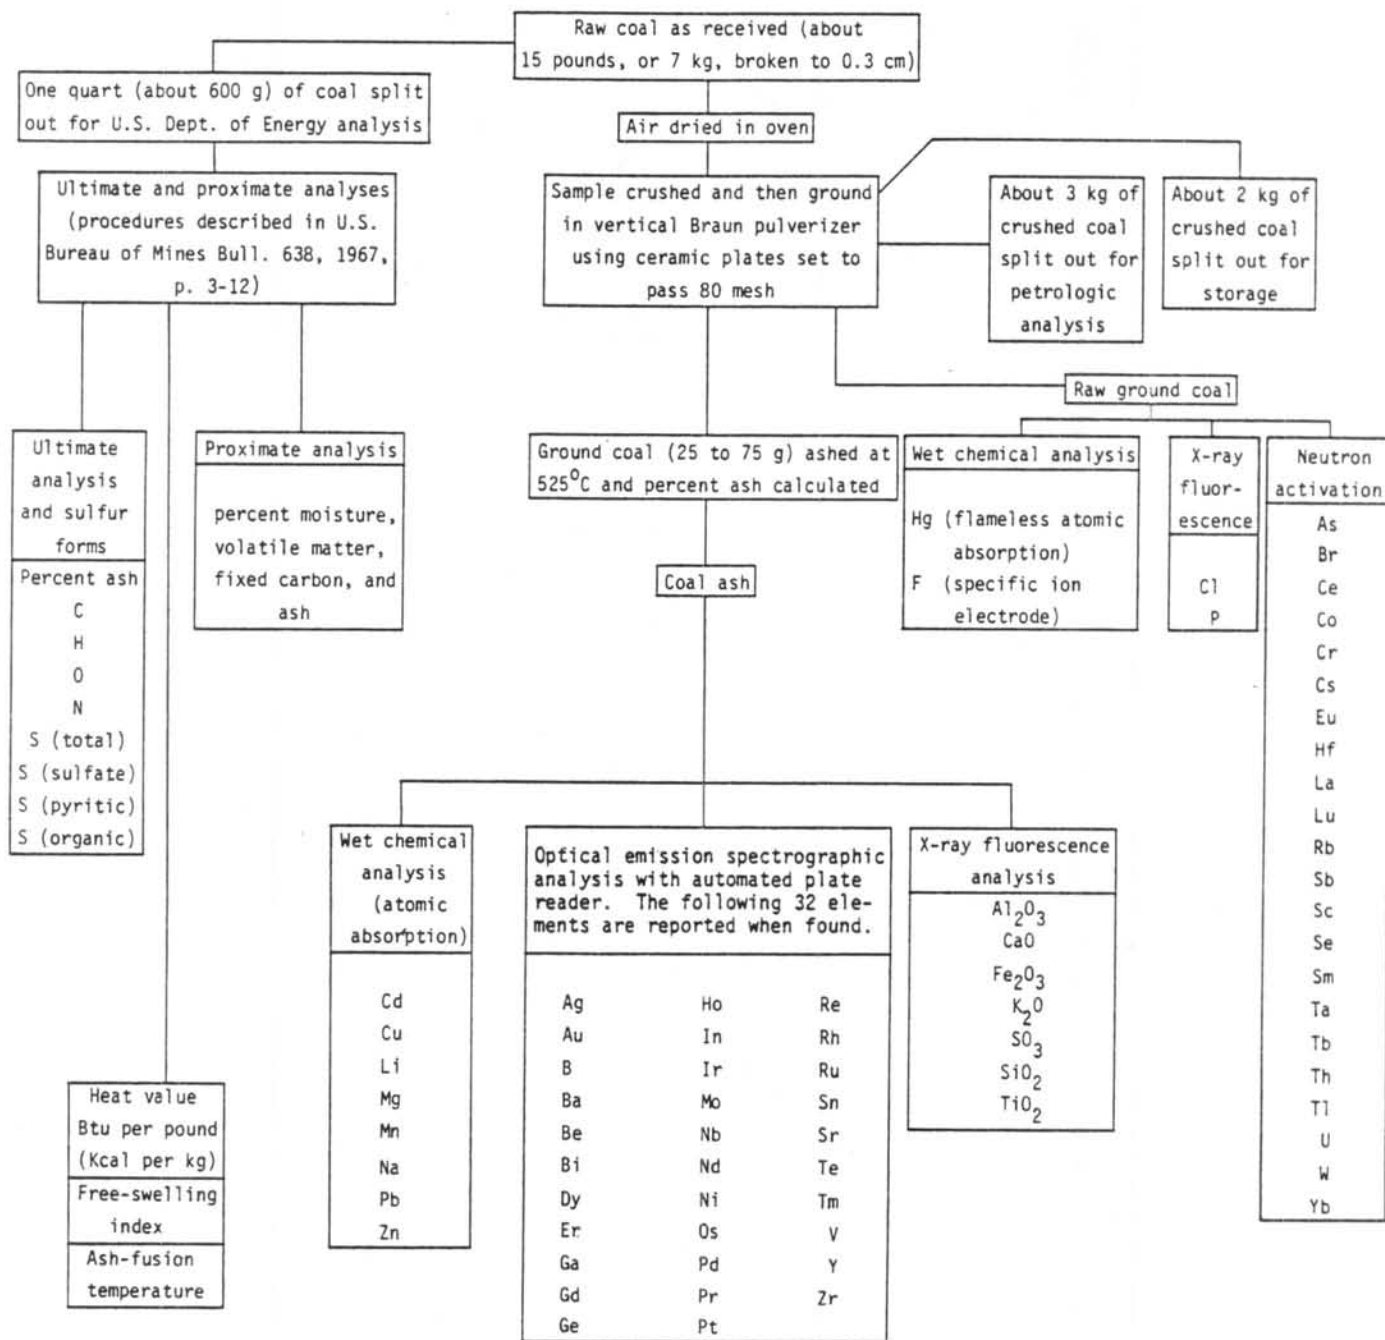 Raw coal as received (about
15 pounds, or 7 kg, broken to 0.3 cm)
One quart (about 600 g) of coal split
out for U.S. Dept. of Energy analysis
Air dried in oven
Ultimate and proximate analyses
(procedures described in U.S.
Bureau of Mines Bull. 638, 1967,
p. 3-12)
Sample crushed and then ground
in vertical Braun pulverizer
using ceramic plates set to
pass 80 mesh
About 3 kg of
crushed coal
split out for
petrologic
analysis
About 2 kg of
crushed coal
split out for
storage
Raw ground coal
Ultimate
analysis
and sulfur
forms
Percent ash
C
H
O
N
S (total)
S (sulfate)
S (pyritic)
S (organic)
Proximate analysis
percent moisture,
volatile matter,
fixed carbon, and
ash
Ground coal (25 to 75 g) ashed at
525°C and percent ash calculated
Coal ash
Wet chemical analysis
Hg (flameless atomic
absorption)
F (specific ion
electrode)
X-ray
fluor-
escence
Cl
P
Neutron
activation
As
Br
Ce
Co
Cr
Cs
Eu
Hf
La
Lu
Rb
Sb
Sc
Se
Sm
Ta
Tb
Th
Tl
U
W
Yb
Heat value
Btu per pound
(Kcal per kg)
Free-swelling
index
Ash-fusion
temperature
Wet chemical
analysis
(atomic
absorption)
Cd
Cu
Li
Mg
Mn
Na
Pb
Zn
Optical emission spectrographic
analysis with automated plate
reader. The following 32 ele-
ments are reported when found.
Ag Ho Re
Au In Rh
B Ir Ru
Ba Mo Sn
Be Nb Sr
Bi Nd Te
Dy Ni Tm
Er Os V
Ga Pd Y
Gd Pr Zr
Ge Pt
X-ray fluorescence
analysis
Al₂O₃
CaO
Fe₂O₃
K₂O
SO₃
SiO₂
TiO₂